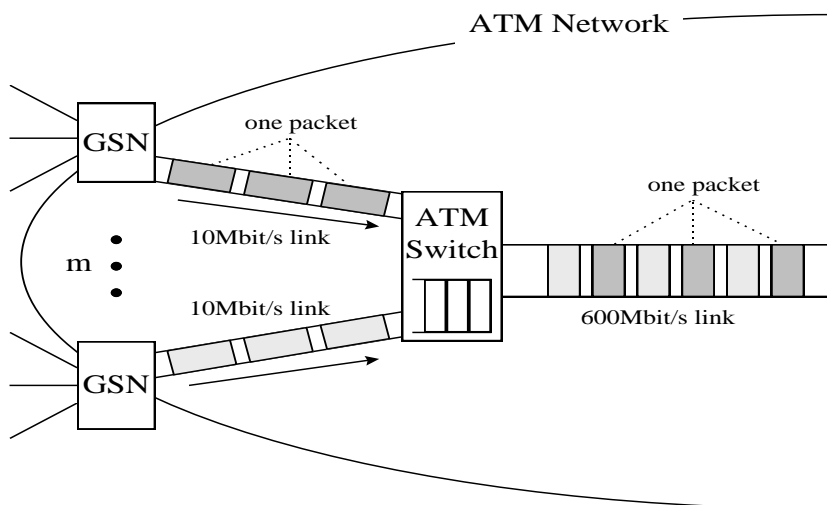 ATM Network
GSN
one packet
one packet
10Mbit/s link
ATM
Switch
m
10Mbit/s link
600Mbit/s link
GSN